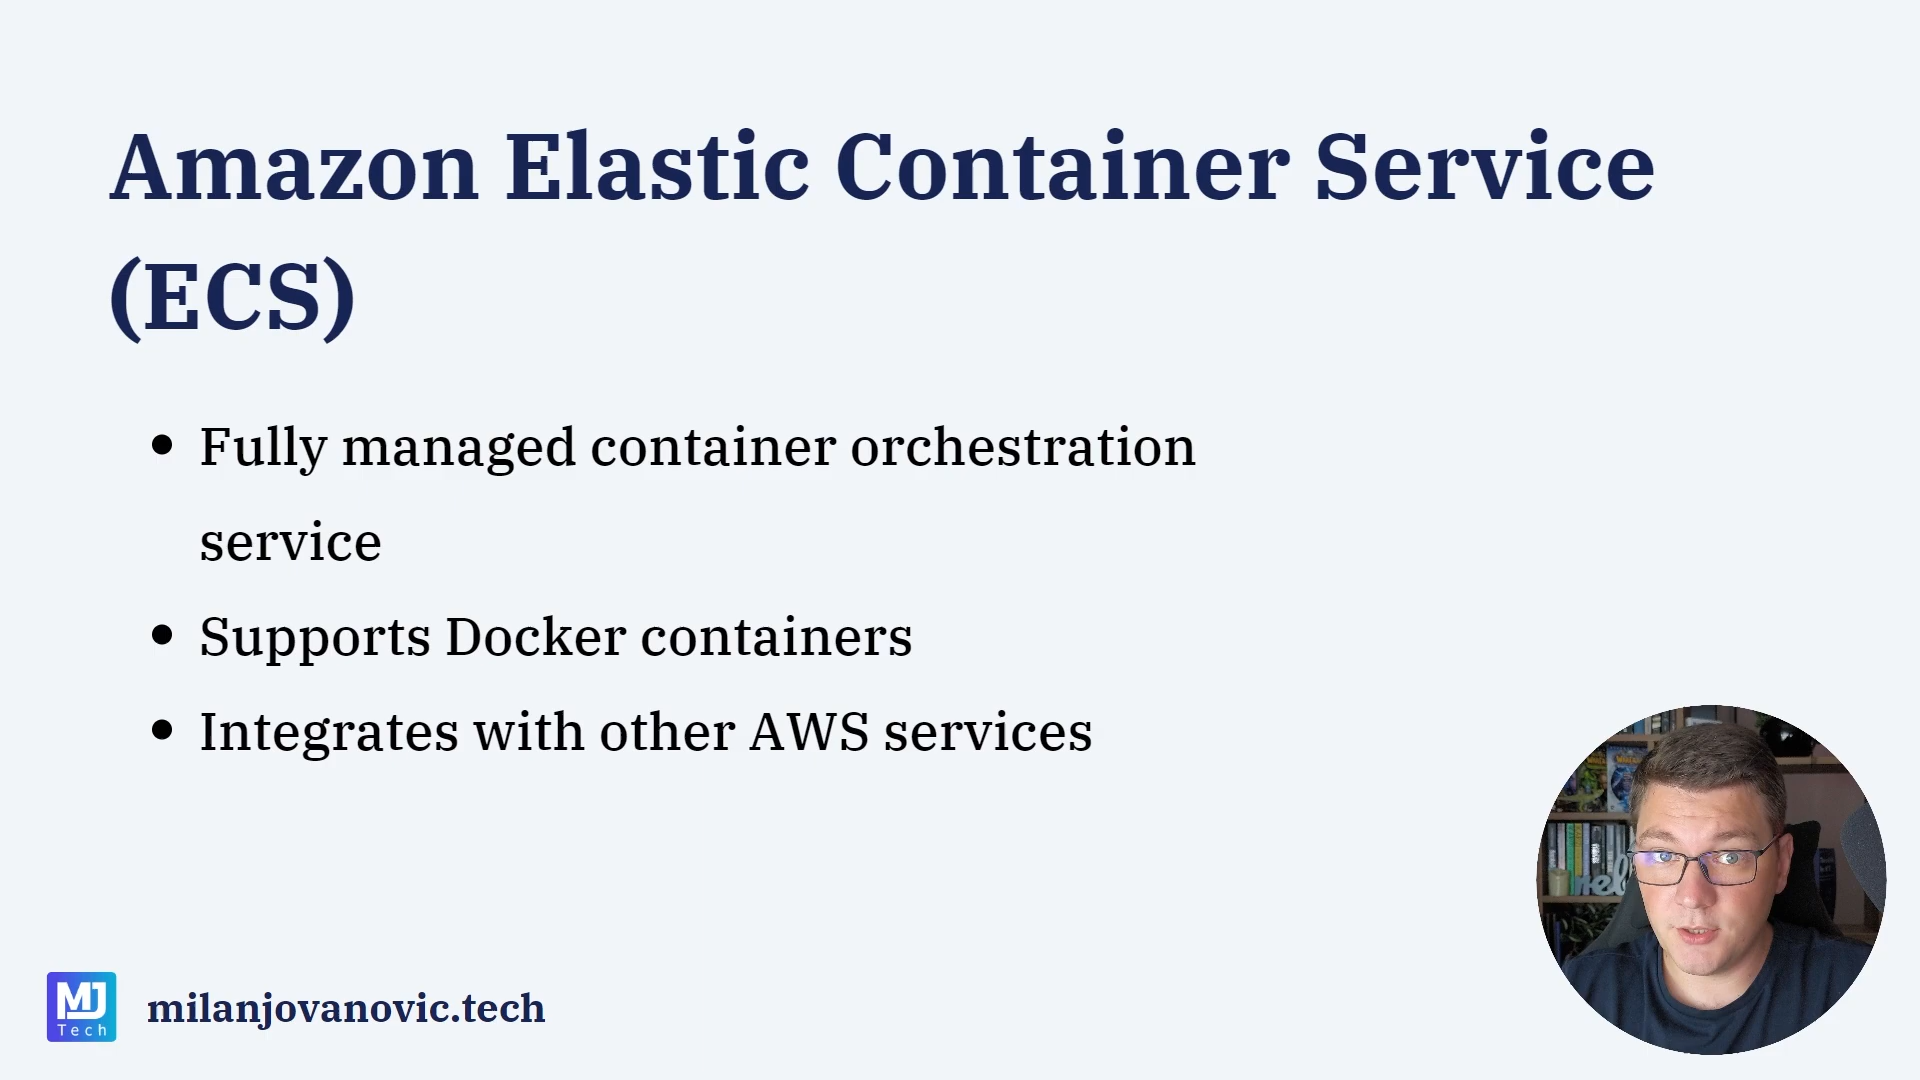 Amazon Elastic Container Service
(ECS)
• Fully managed container orchestration
service
• Supports Docker containers
• Integrates with other AWS services
MJ
Tech
milanjovanovic.tech